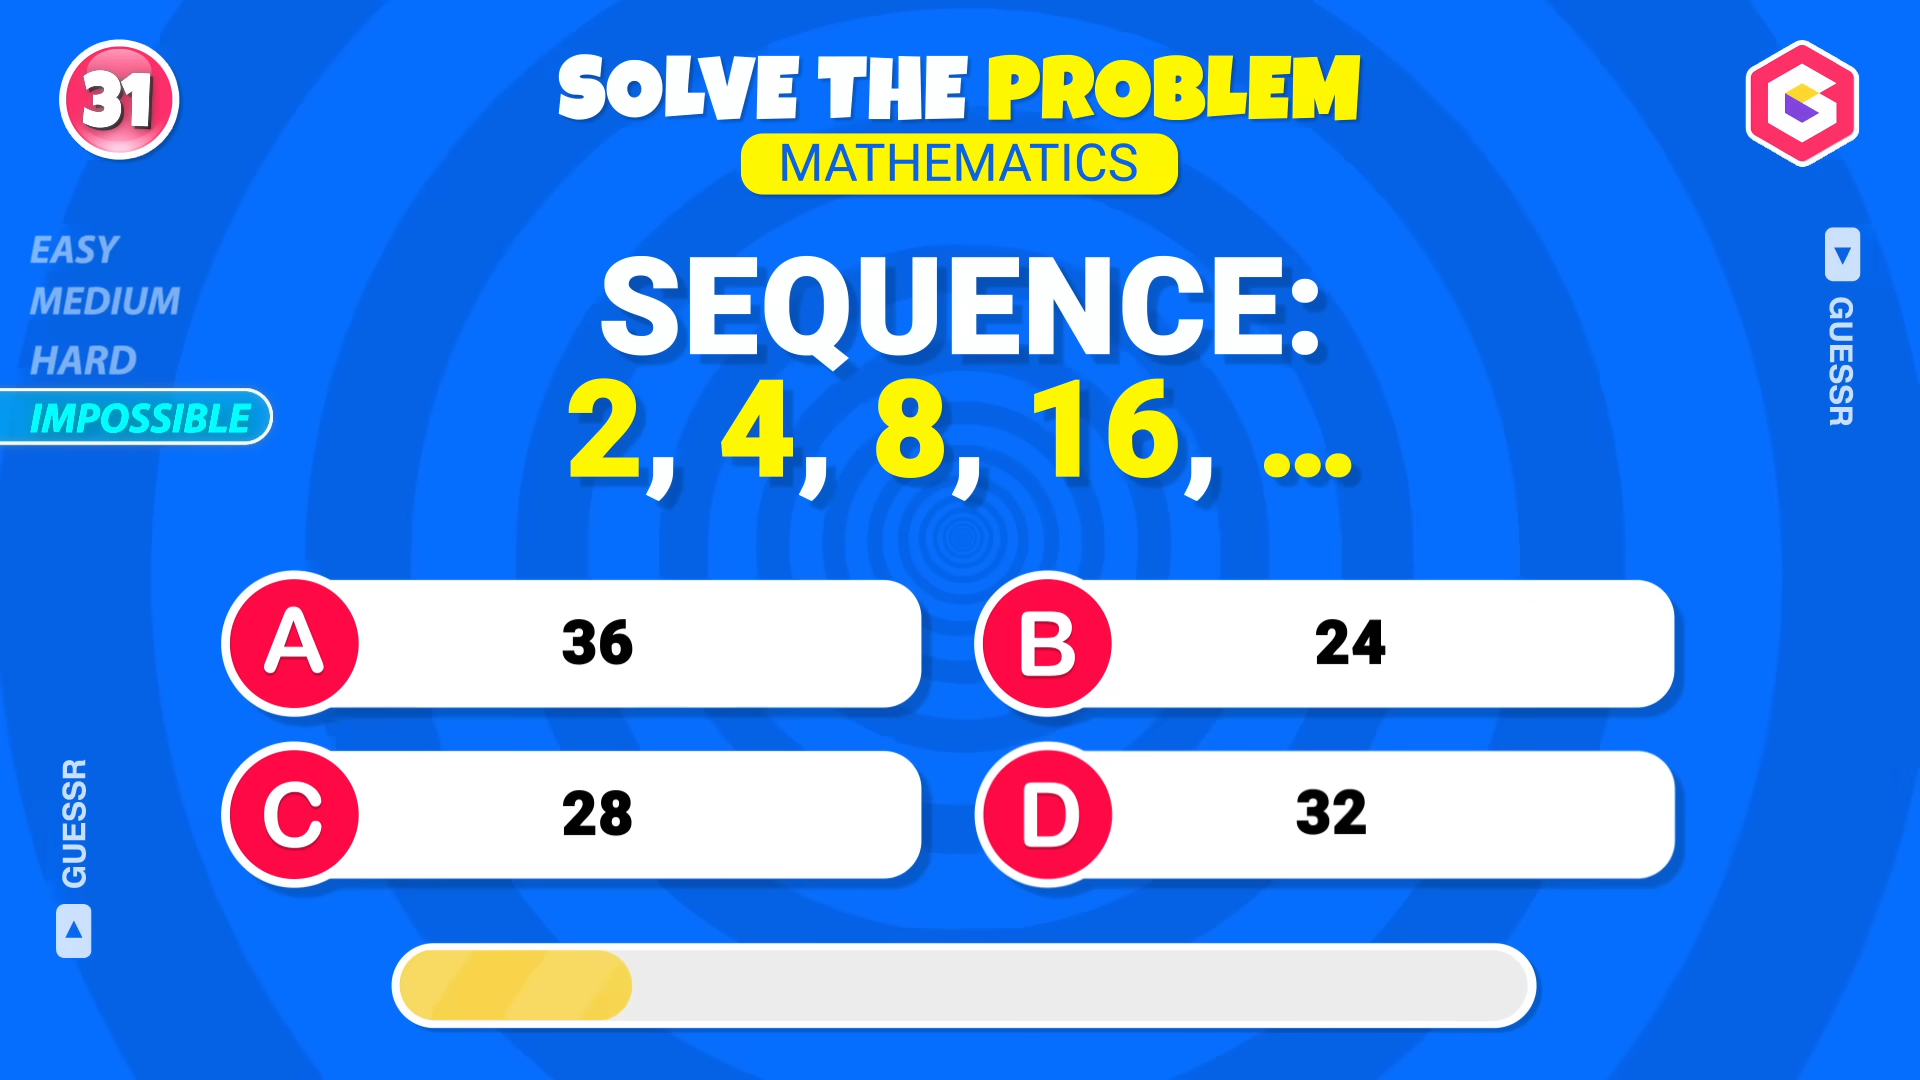 31
SOLVE THE PROBLEM
MATHEMATICS
EASY
MEDIUM
HARD
IMPOSSIBLE
SEQUENCE:
2, 4, 8, 16, ...
A 36
B 24
C 28
D 32
GUESSR
GUESSR